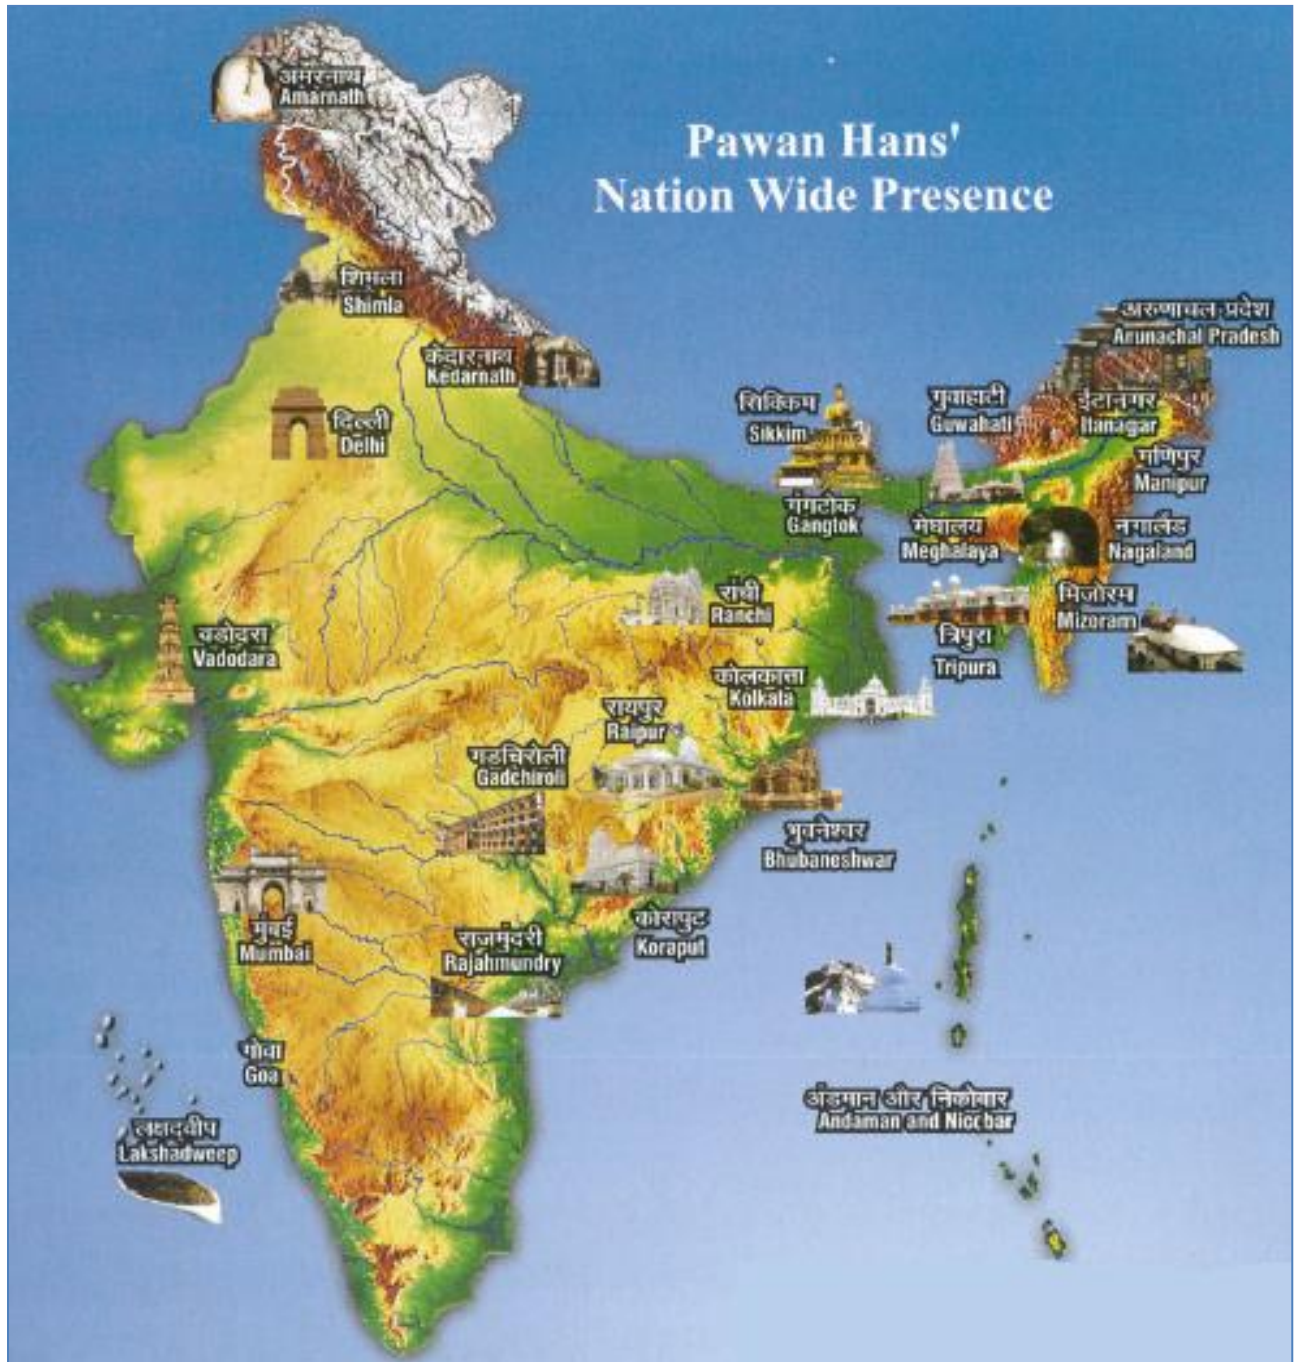 Pawan Hans'
Nation Wide Presence
अमरनाथ
Amarnath
शिमला
Shimla
केदारनाथ
Kedarnath
दिल्ली
Delhi
अरुणाचल प्रदेश
Arunachal Pradesh
सिक्किम
Sikkim
गुवाहाटी
Guwahati
ईटानगर
Itanagar
मणिपुर
Manipur
गंगटोक
Gangtok
मेघालय
Meghalaya
नगालैंड
Nagaland
रांची
Ranchi
मिजोरम
Mizoram
त्रिपुरा
Tripura
वडोदरा
Vadodara
कोलकात्ता
Kolkata
रायपुर
Raipur
गडचिरोली
Gadchiroli
भुवनेश्वर
Bhubaneshwar
मुंबई
Mumbai
राजमुंदरी
Rajahmundry
कोरापुट
Koraput
गोवा
Goa
लक्षद्वीप
Lakshadweep
अंडमान और निकोबार
Andaman and Niccbar